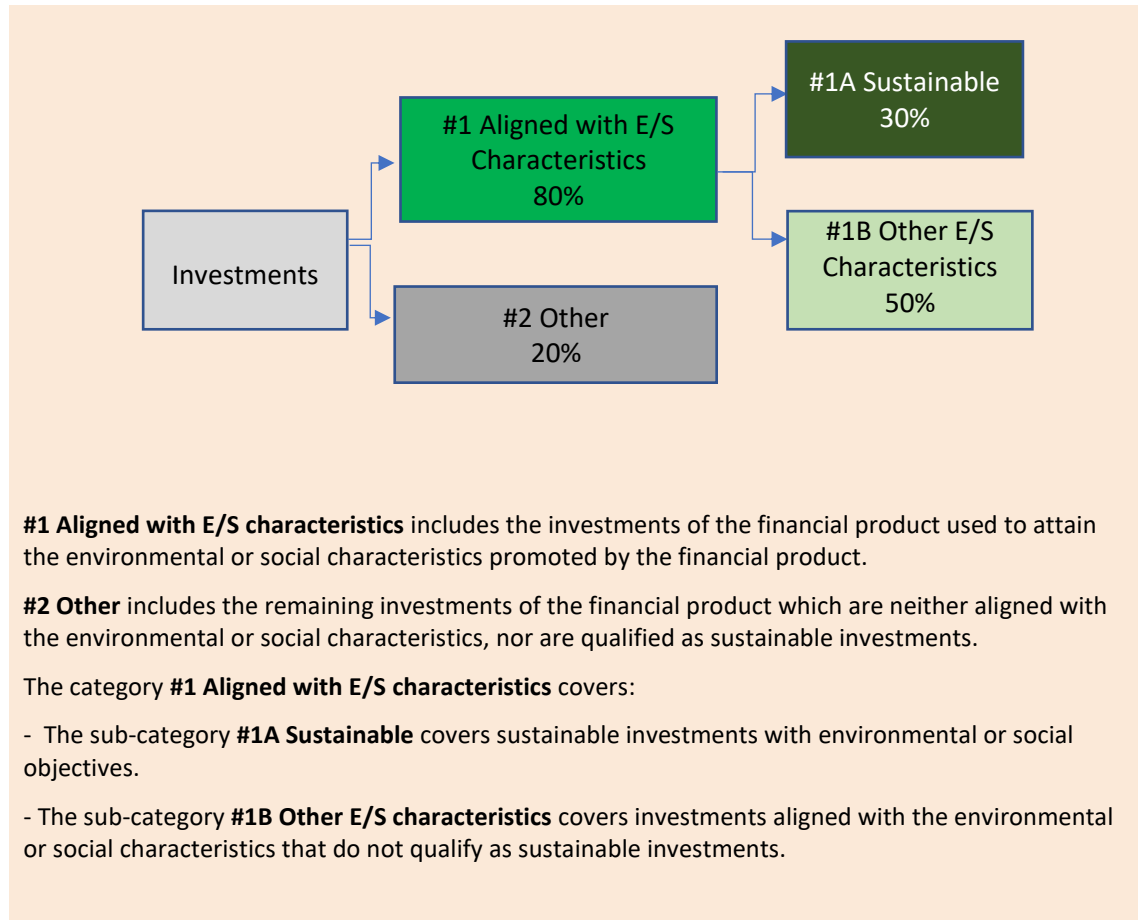 #1A Sustainable
30%
#1 Aligned with E/S
Characteristics
80%
#1B Other E/S
Characteristics
50%
Investments
#2 Other
20%
#1 Aligned with E/S characteristics includes the investments of the financial product used to attain
the environmental or social characteristics promoted by the financial product.
#2 Other includes the remaining investments of the financial product which are neither aligned with
the environmental or social characteristics, nor are qualified as sustainable investments.
The category #1 Aligned with E/S characteristics covers:
- The sub-category #1A Sustainable covers sustainable investments with environmental or social
objectives.
- The sub-category #1B Other E/S characteristics covers investments aligned with the environmental
or social characteristics that do not qualify as sustainable investments.